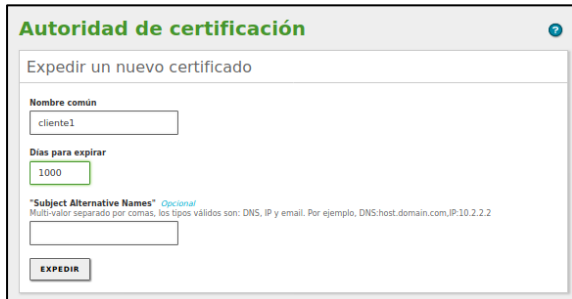 Autoridad de certificación
?
Expedir un nuevo certificado
Nombre común
cliente1
Días para expirar
1000
"Subject Alternative Names" Opcional
Multi-valor separado por comas, los tipos válidos son: DNS, IP y email. Por ejemplo, DNS:host.domain.com,IP:10.2.2.2
EXPEDIR